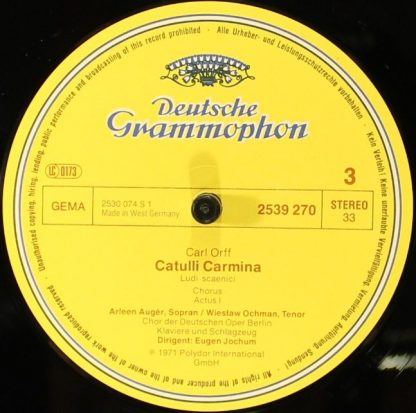 Alle Urheber- und Leistungsschutzrechte vorbehalten · Kein Verleih! Keine unerlaubte Vervielfältigung, Vermietung, Aufführung, Sendung!
All rights of the producer and of the owner of the work reproduced reserved · Unauthorised copying, hiring, lending, public performance and broadcasting of this record prohibited ·
Deutsche
Grammophon
LC 0173
3
GEMA
2530 074 S 1
Made in West Germany
2539 270
STEREO
33
Carl Orff
Catulli Carmina
Ludi scaenici
Chorus
Actus I
Arleen Augér, Sopran / Wiesław Ochman, Tenor
Chor der Deutschen Oper Berlin
Klaviere und Schlagzeug
Dirigent: Eugen Jochum
℗ 1971 Polydor International
GmbH